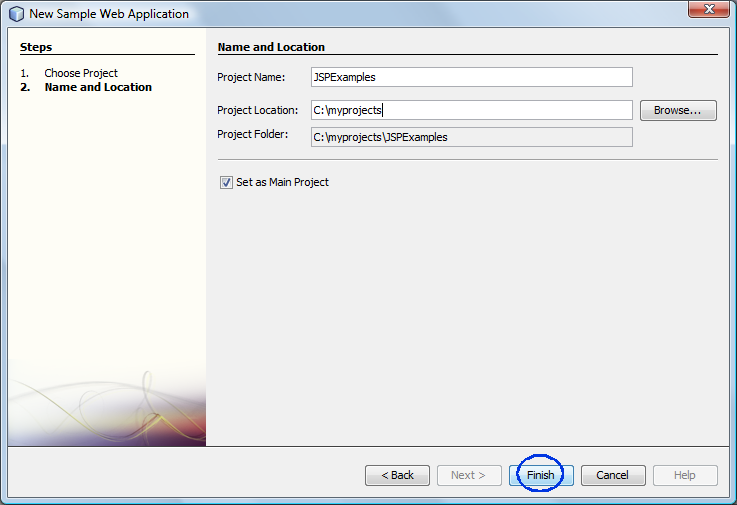 New Sample Web Application
Steps
1. Choose Project
2. Name and Location
Name and Location
Project Name: JSPExamples
Project Location: C:\myprojects Browse...
Project Folder: C:\myprojects\JSPExamples
Set as Main Project
< Back Next > Finish Cancel Help